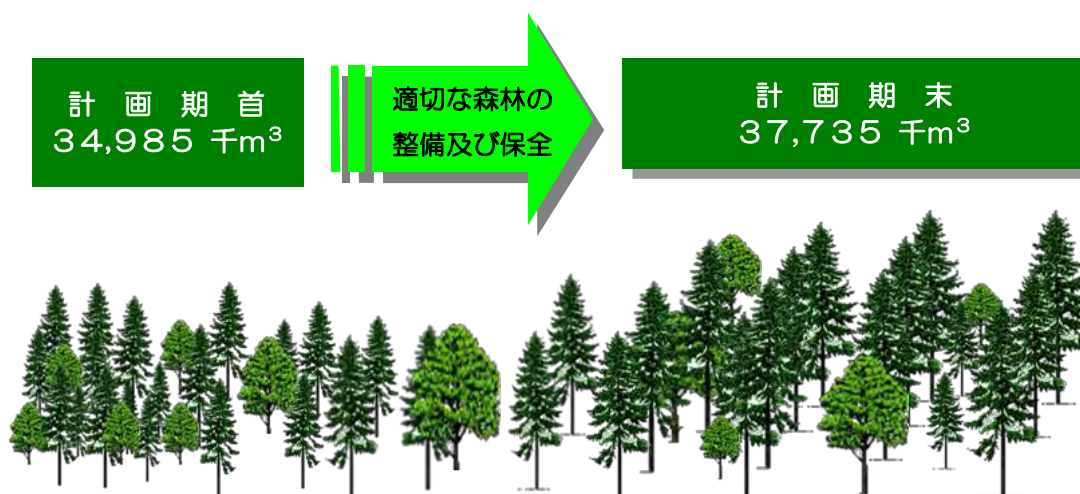 計画期首
34,985 千m³
適切な森林の
整備及び保全
計画期末
37,735 千m³